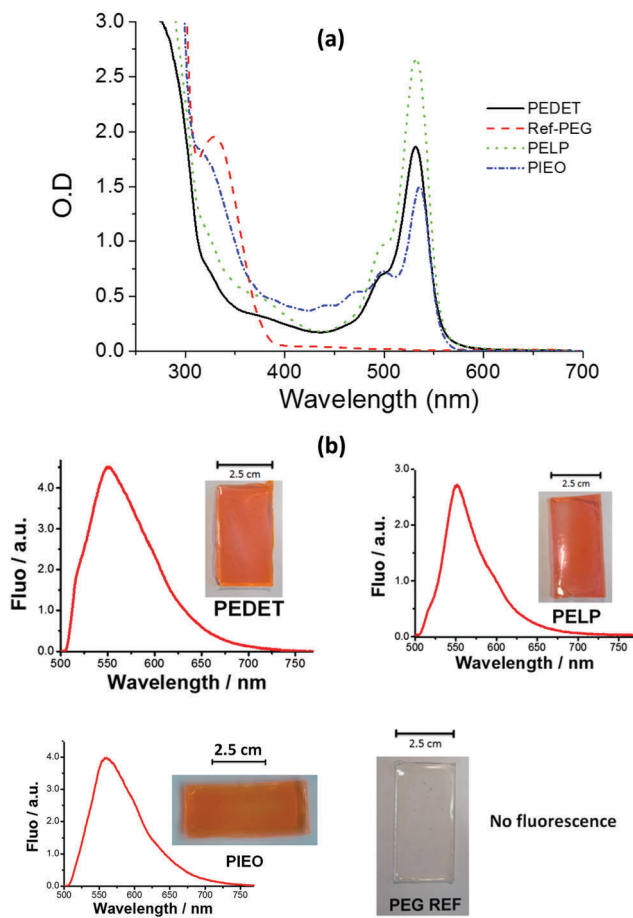 (a)
3.0
2.5
2.0
1.5
1.0
0.5
0.0
O.D
300 400 500 600 700
Wavelength (nm)
PEDET
Ref-PEG
PELP
PIEO
(b)
4.0
3.0
2.0
1.0
0.0
Fluo / a.u.
500 550 600 650 700 750
Wavelength / nm
2.5 cm
PEDET
3.0
2.0
1.0
0.0
Fluo / a.u.
500 550 600 650 700 750
Wavelength / nm
2.5 cm
PELP
4.0
3.0
2.0
1.0
0.0
Fluo / a.u.
500 550 600 650 700 750
Wavelength / nm
2.5 cm
PIEO
2.5 cm
PEG REF
No fluorescence